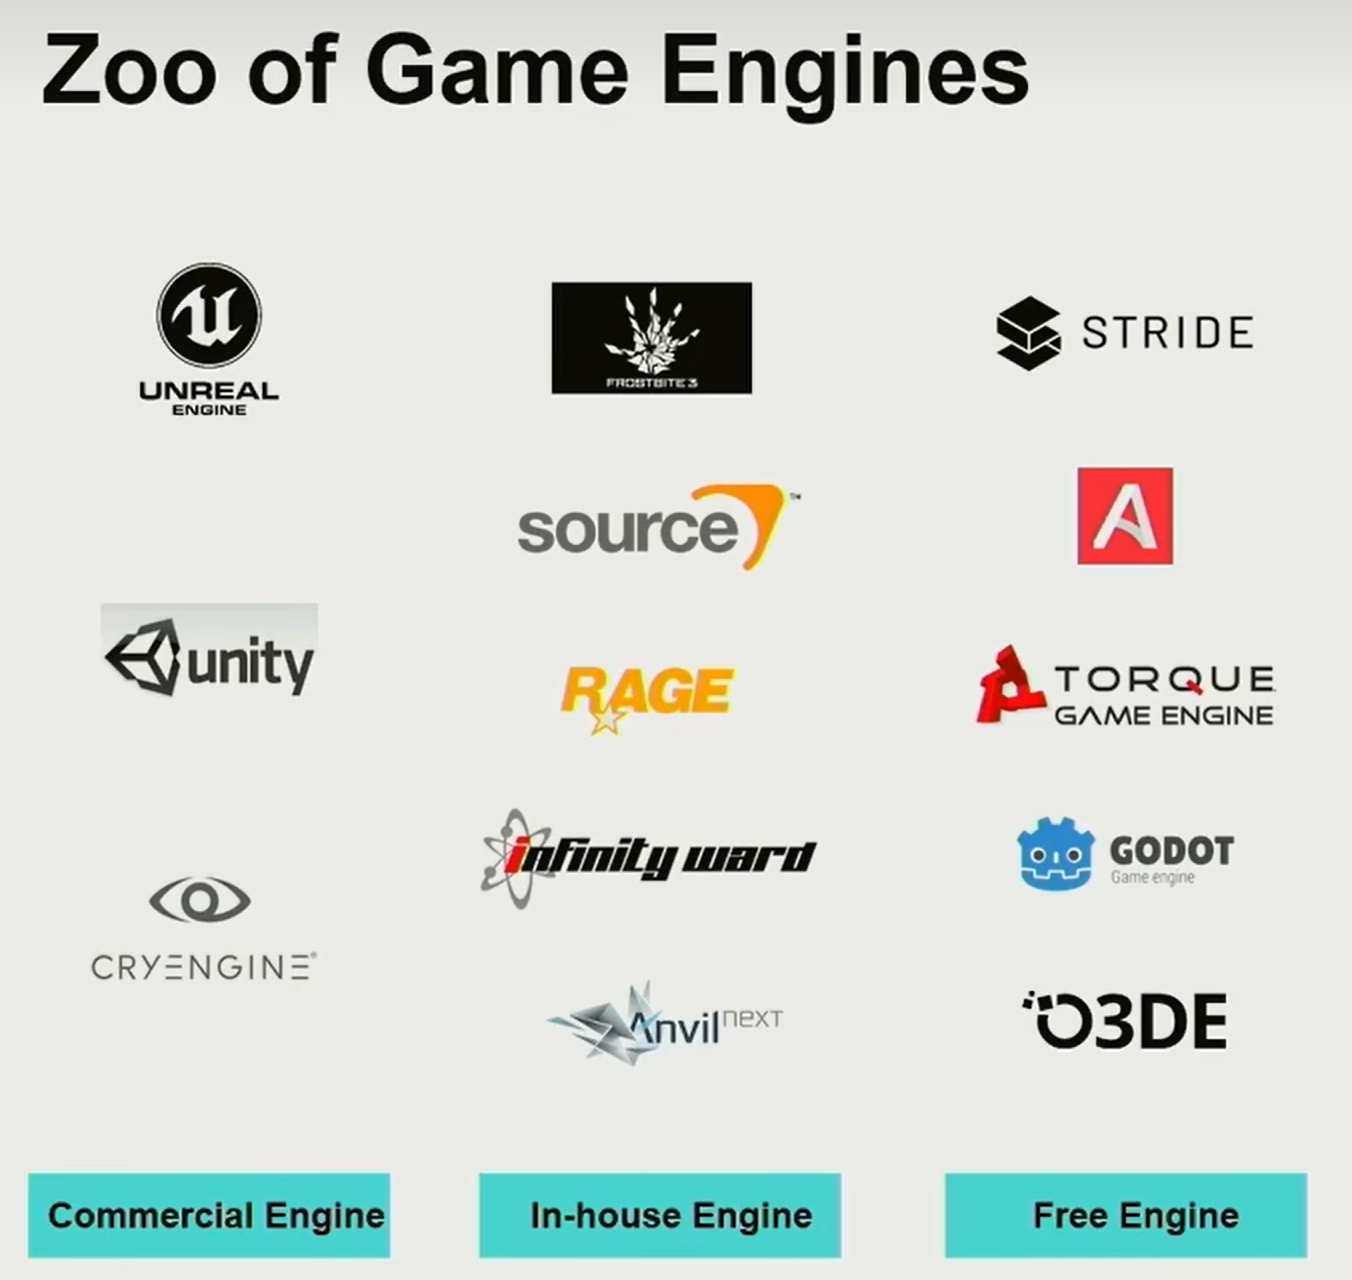 Zoo of Game Engines
UNREAL
ENGINE
unity
CRYENGINE®
Commercial Engine
FROSTBITE 3
source™
RAGE
infinity ward
Anvil next
In-house Engine
STRIDE
A
TORQUE
GAME ENGINE
GODOT
Game engine
O3DE
Free Engine